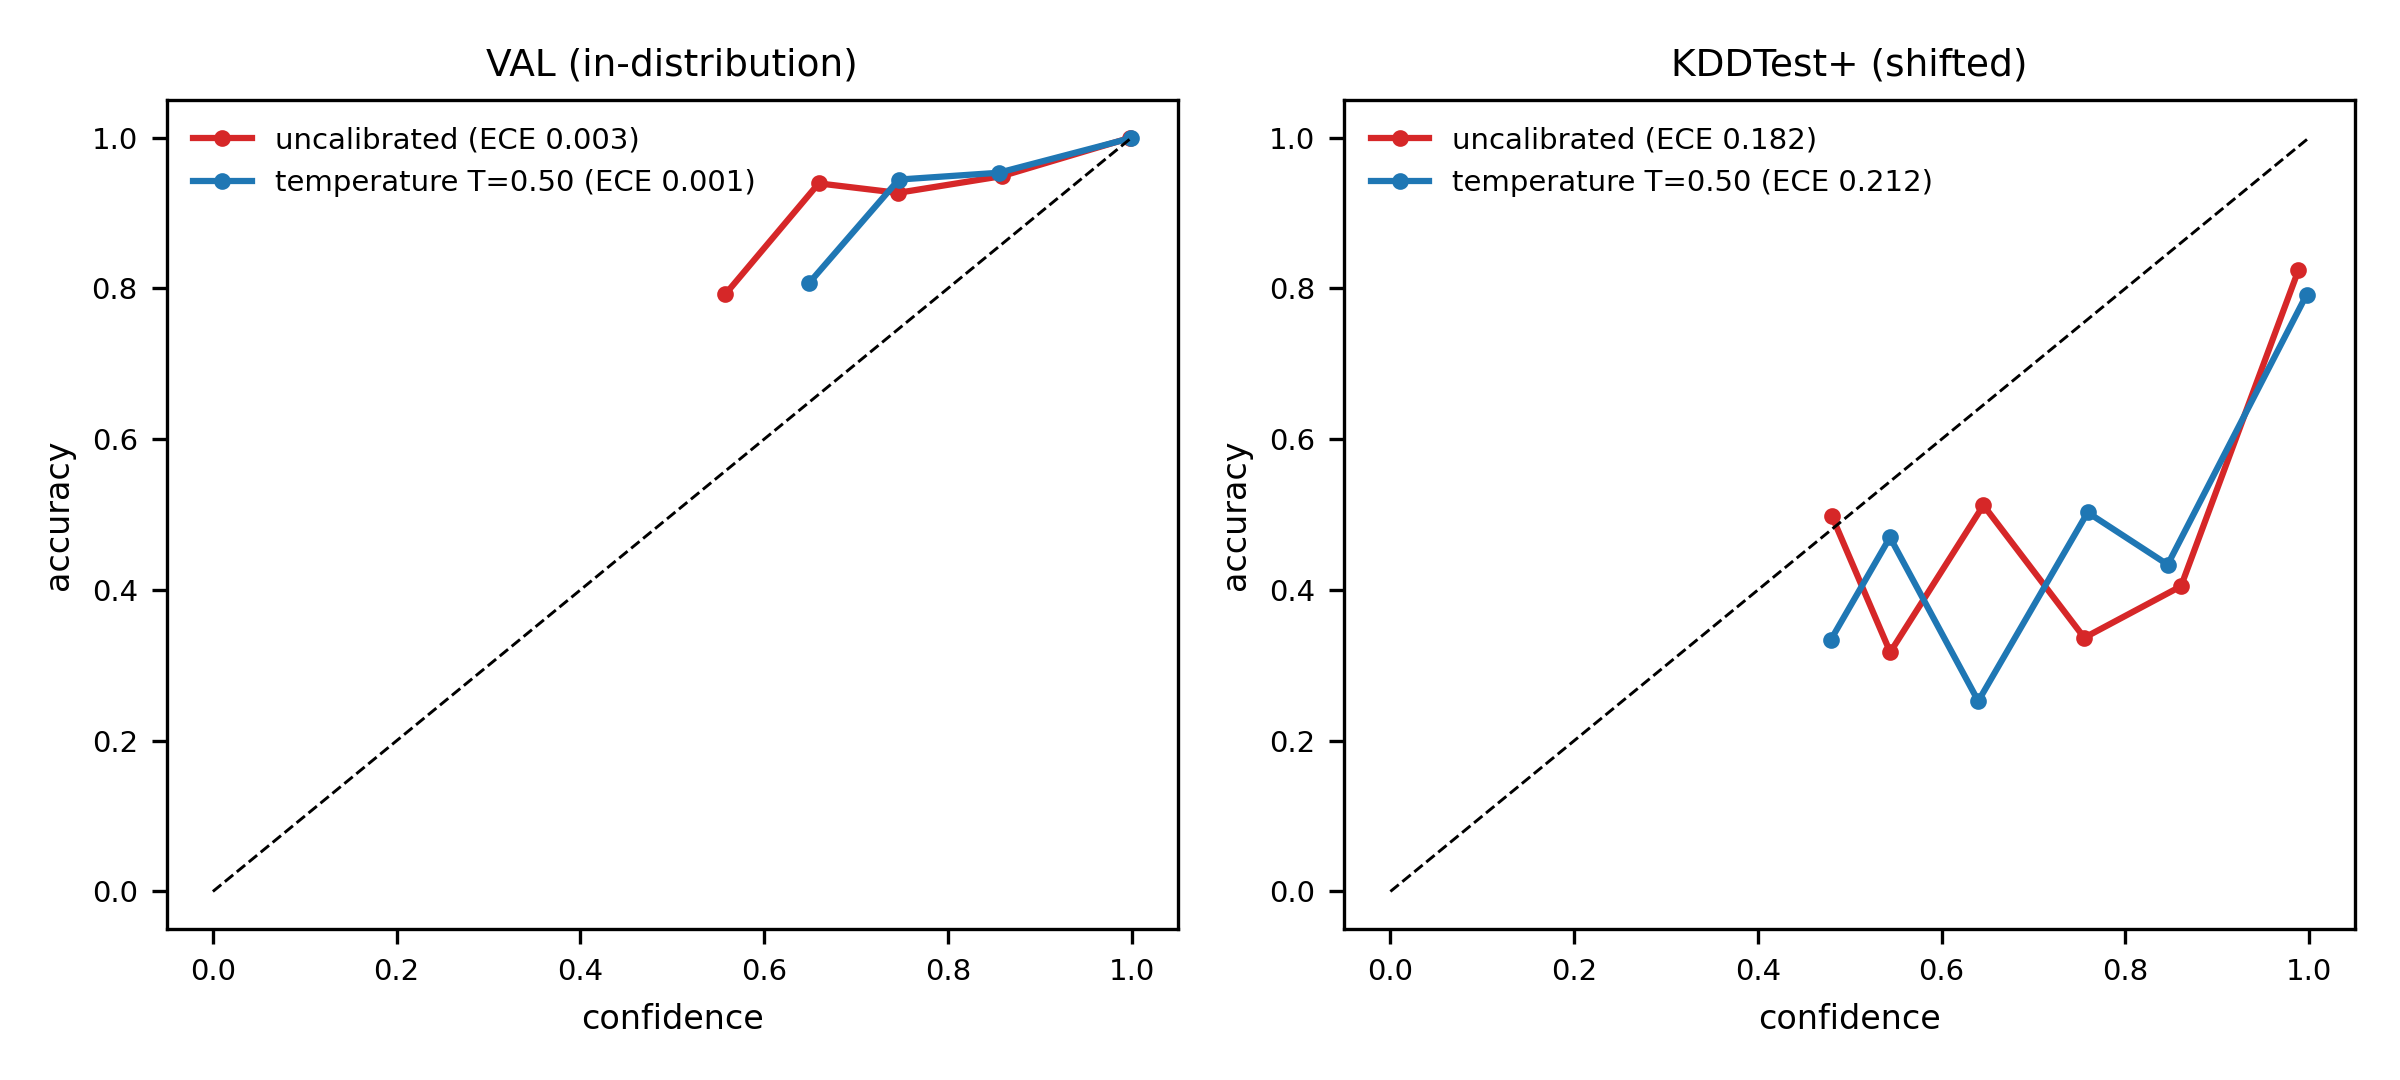 VAL (in-distribution)
uncalibrated (ECE 0.003)
temperature T=0.50 (ECE 0.001)
1.0
0.8
0.6
0.4
0.2
0.0
accuracy
0.0 0.2 0.4 0.6 0.8 1.0
confidence
KDDTest+ (shifted)
uncalibrated (ECE 0.182)
temperature T=0.50 (ECE 0.212)
1.0
0.8
0.6
0.4
0.2
0.0
accuracy
0.0 0.2 0.4 0.6 0.8 1.0
confidence